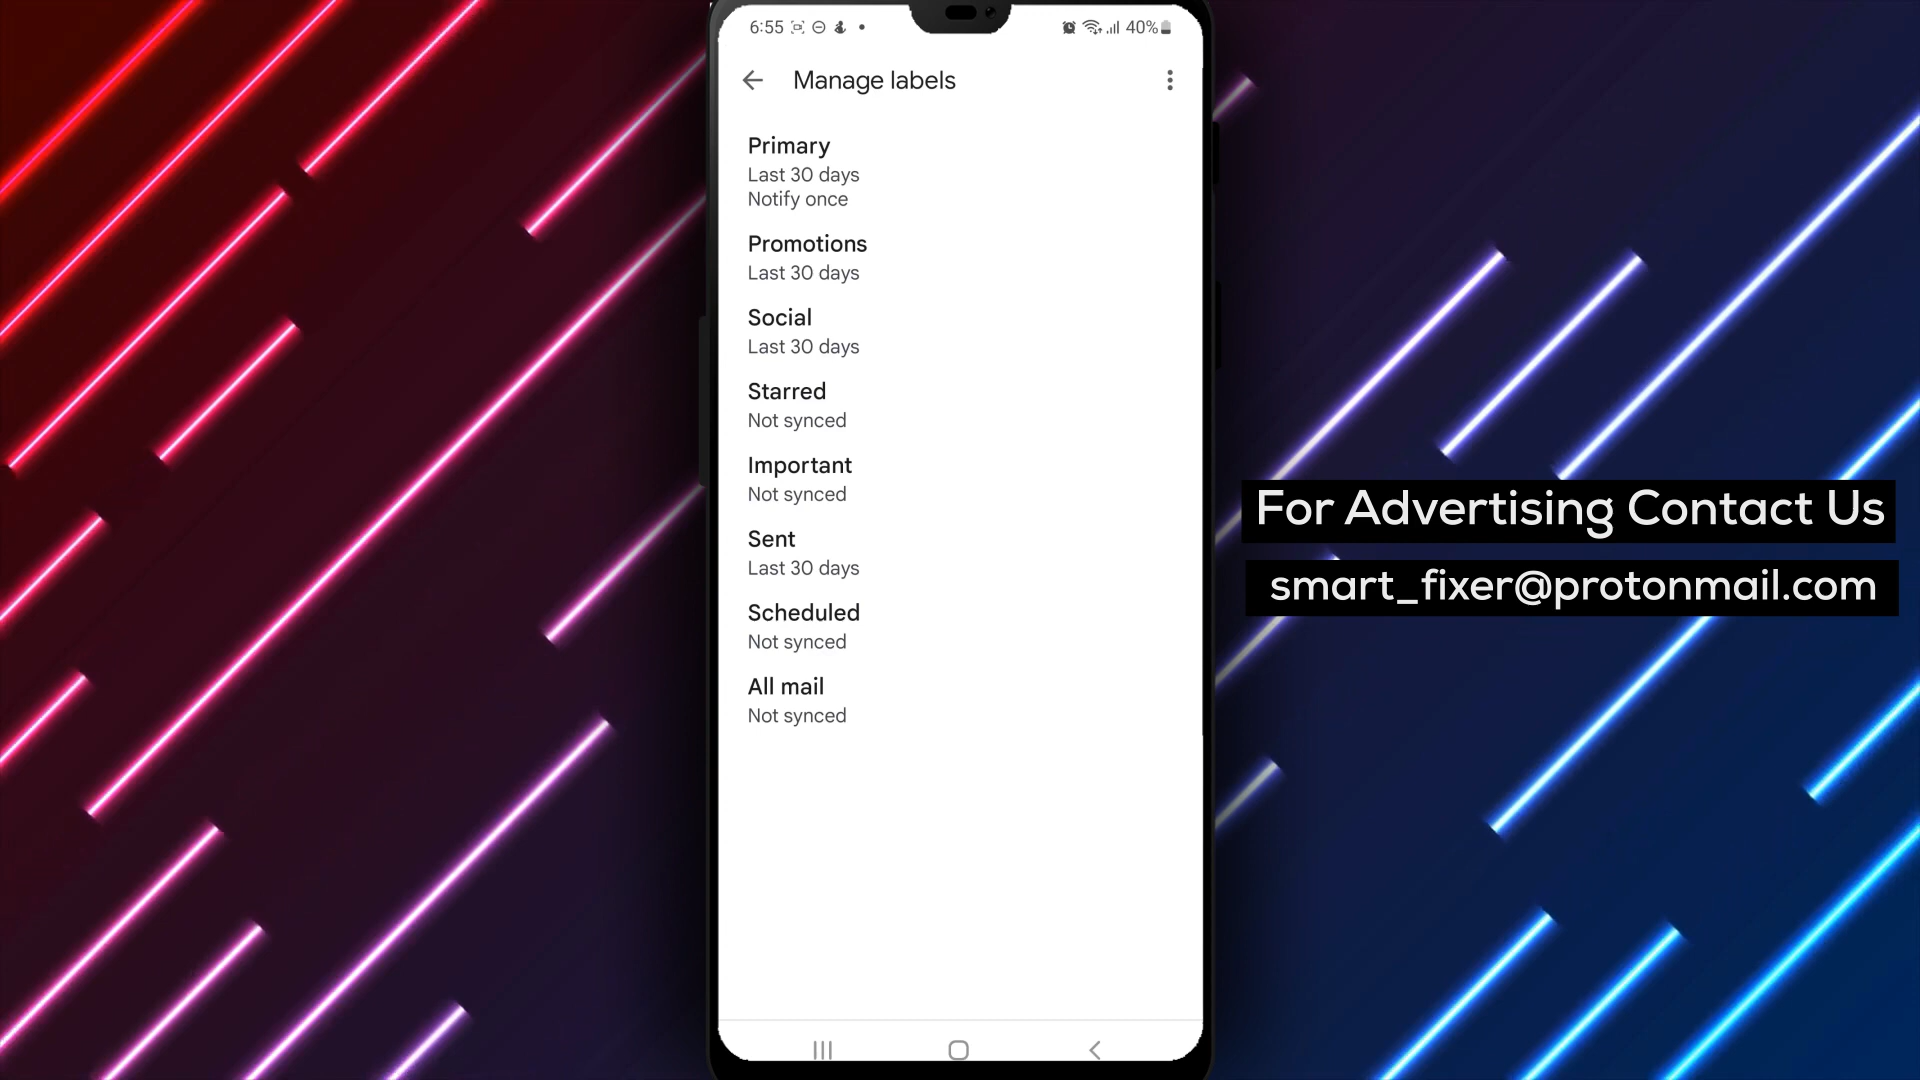 6:55
40%
Manage labels
Primary
Last 30 days
Notify once
Promotions
Last 30 days
Social
Last 30 days
Starred
Not synced
Important
Not synced
Sent
Last 30 days
Scheduled
Not synced
All mail
Not synced
For Advertising Contact Us
smart_fixer@protonmail.com